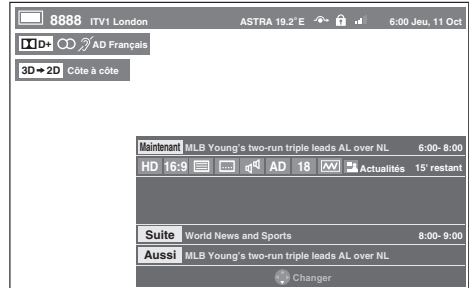 8888 ITV1 London ASTRA 19.2°E 6:00 Jeu, 11 Oct
D+ AD Français
3D➔2D Côte à côte
Maintenant MLB Young's two-run triple leads AL over NL 6:00- 8:00
HD 16:9 AD 18 Actualités 15' restant
Suite World News and Sports 8:00- 9:00
Aussi MLB Young's two-run triple leads AL over NL
Changer